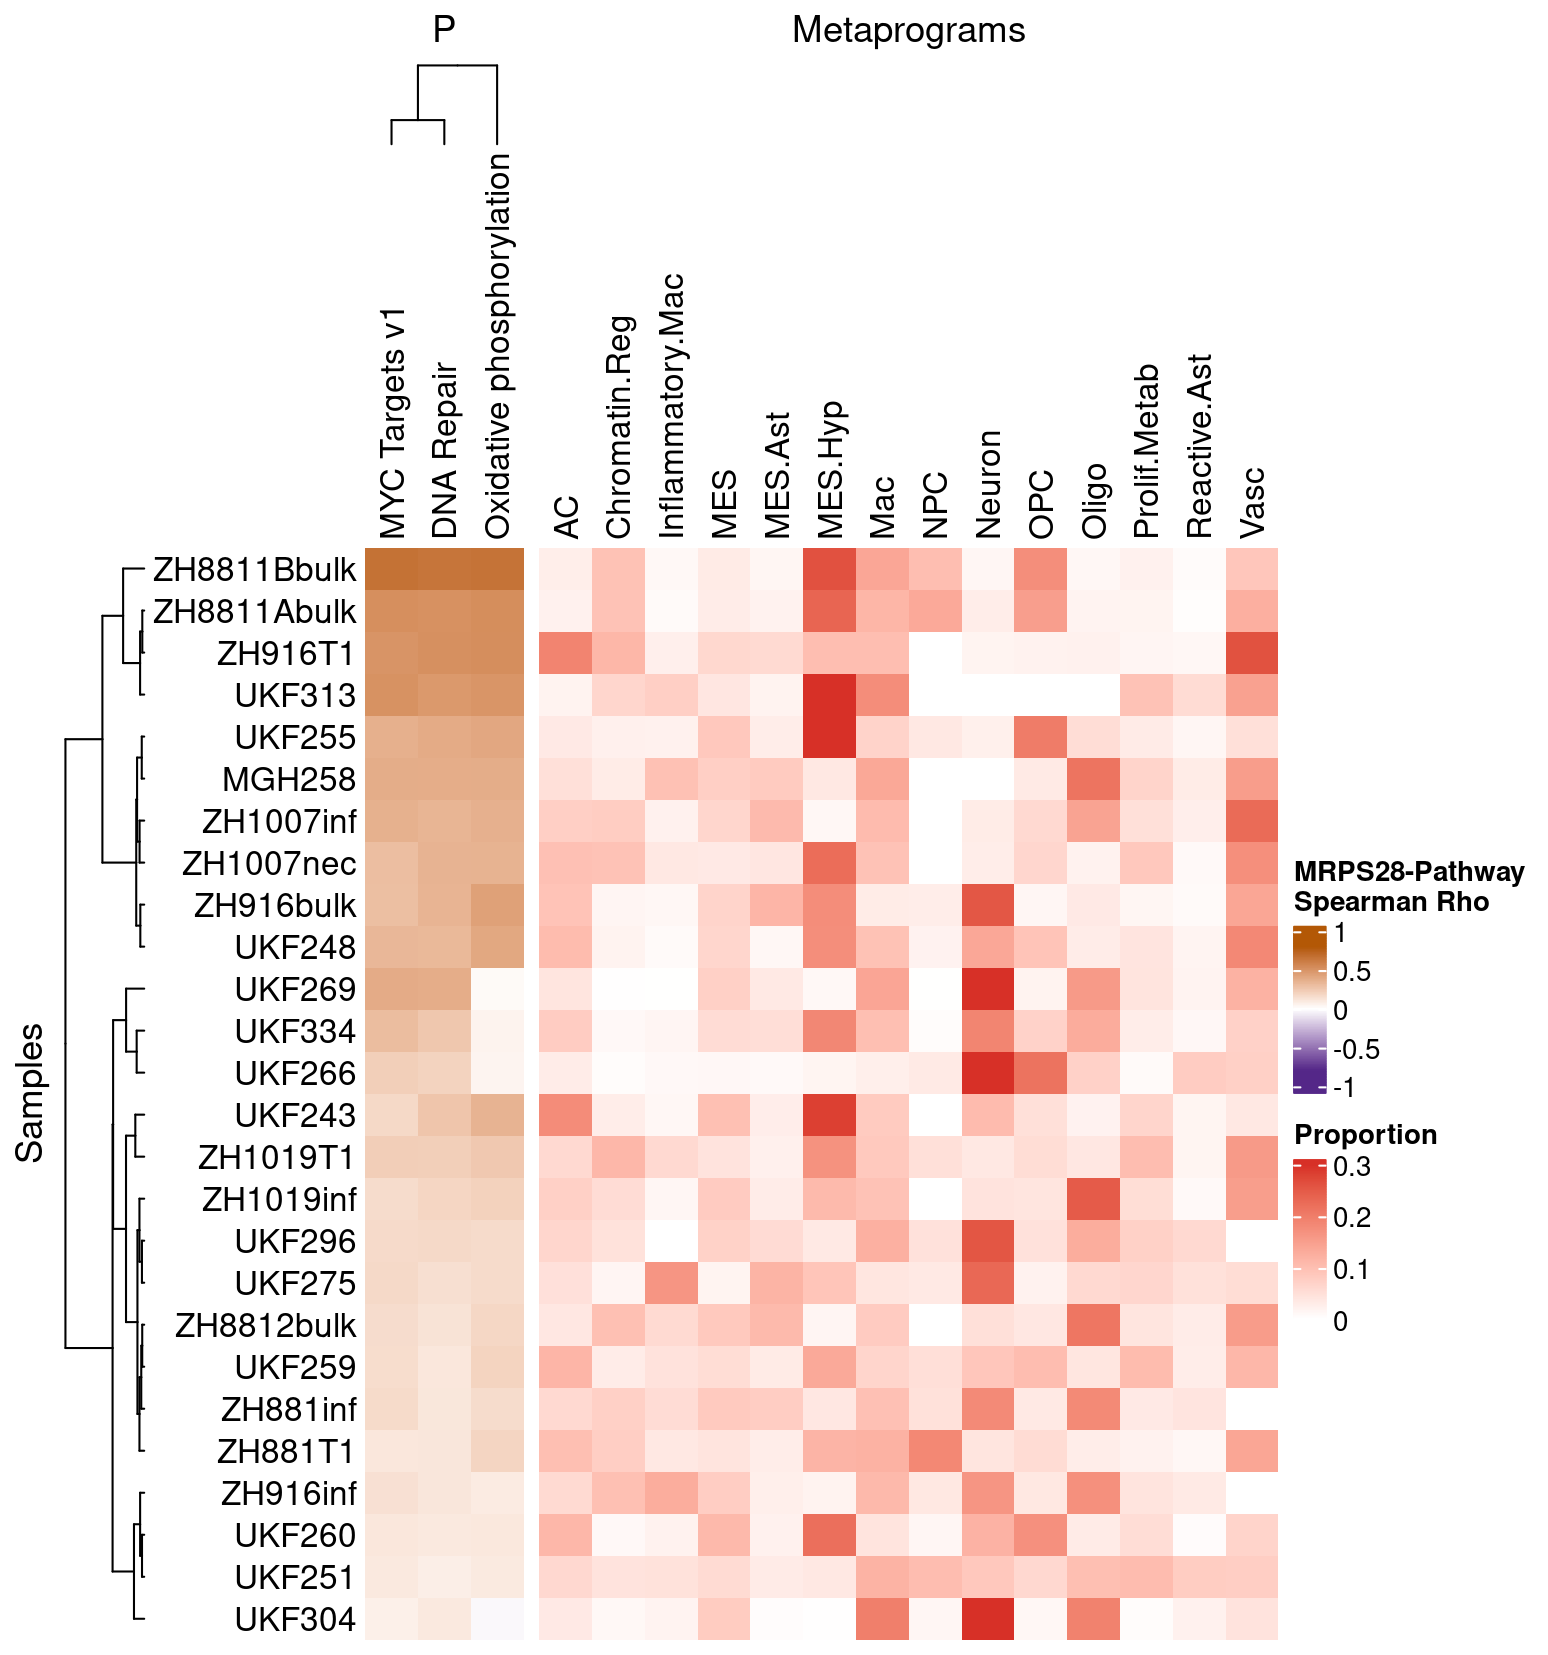 P
Metaprograms
MYC Targets v1
DNA Repair
Oxidative phosphorylation
AC
Chromatin.Reg
Inflammatory.Mac
MES
MES.Ast
MES.Hyp
Mac
NPC
Neuron
OPC
Oligo
Prolif.Metab
Reactive.Ast
Vasc
Samples
ZH8811Bbulk
ZH8811Abulk
ZH916T1
UKF313
UKF255
MGH258
ZH1007inf
ZH1007nec
ZH916bulk
UKF248
UKF269
UKF334
UKF266
UKF243
ZH1019T1
ZH1019inf
UKF296
UKF275
ZH8812bulk
UKF259
ZH881inf
ZH881T1
ZH916inf
UKF260
UKF251
UKF304
MRPS28-Pathway
Spearman Rho
1
0.5
0
-0.5
-1
Proportion
0.3
0.2
0.1
0